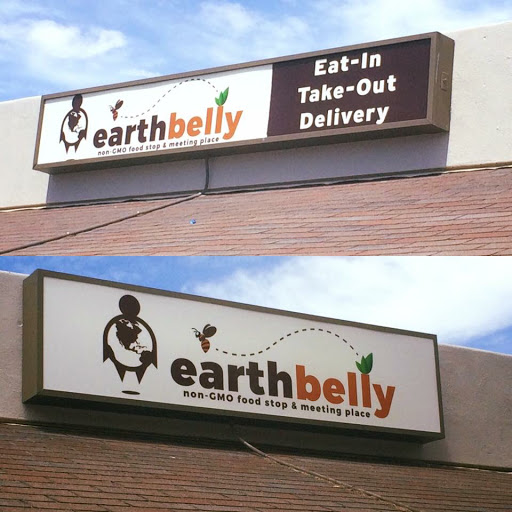 earthbelly
non-GMO food stop & meeting place
Eat-In
Take-Out
Delivery
earthbelly
non-GMO food stop & meeting place